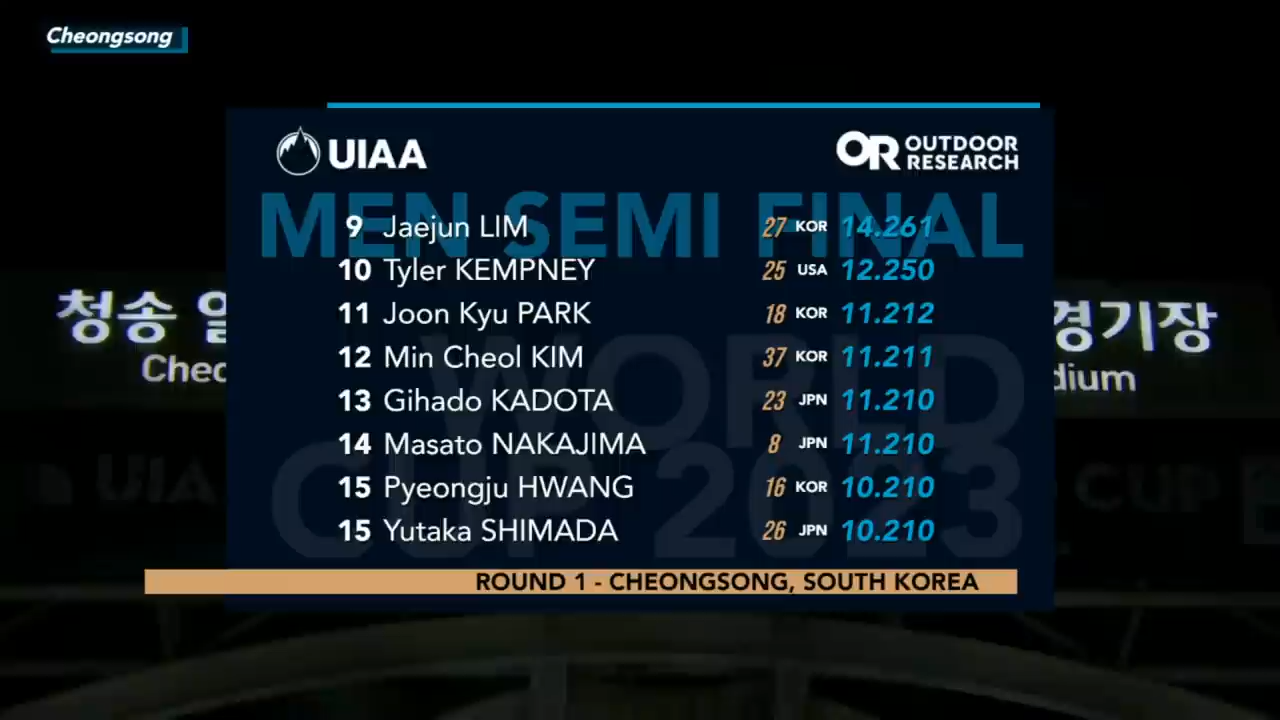 Cheongsong
UIAA
OR OUTDOOR RESEARCH
MEN SEMI FINAL
9 Jaejun LIM 27 KOR 14.261
10 Tyler KEMPNEY 25 USA 12.250
11 Joon Kyu PARK 18 KOR 11.212
12 Min Cheol KIM 37 KOR 11.211
13 Gihado KADOTA 23 JPN 11.210
14 Masato NAKAJIMA 8 JPN 11.210
15 Pyeongju HWANG 16 KOR 10.210
15 Yutaka SHIMADA 26 JPN 10.210
WORLD
CUP 2023
ROUND 1 - CHEONGSONG, SOUTH KOREA
청송 경기장
UIAA CUP